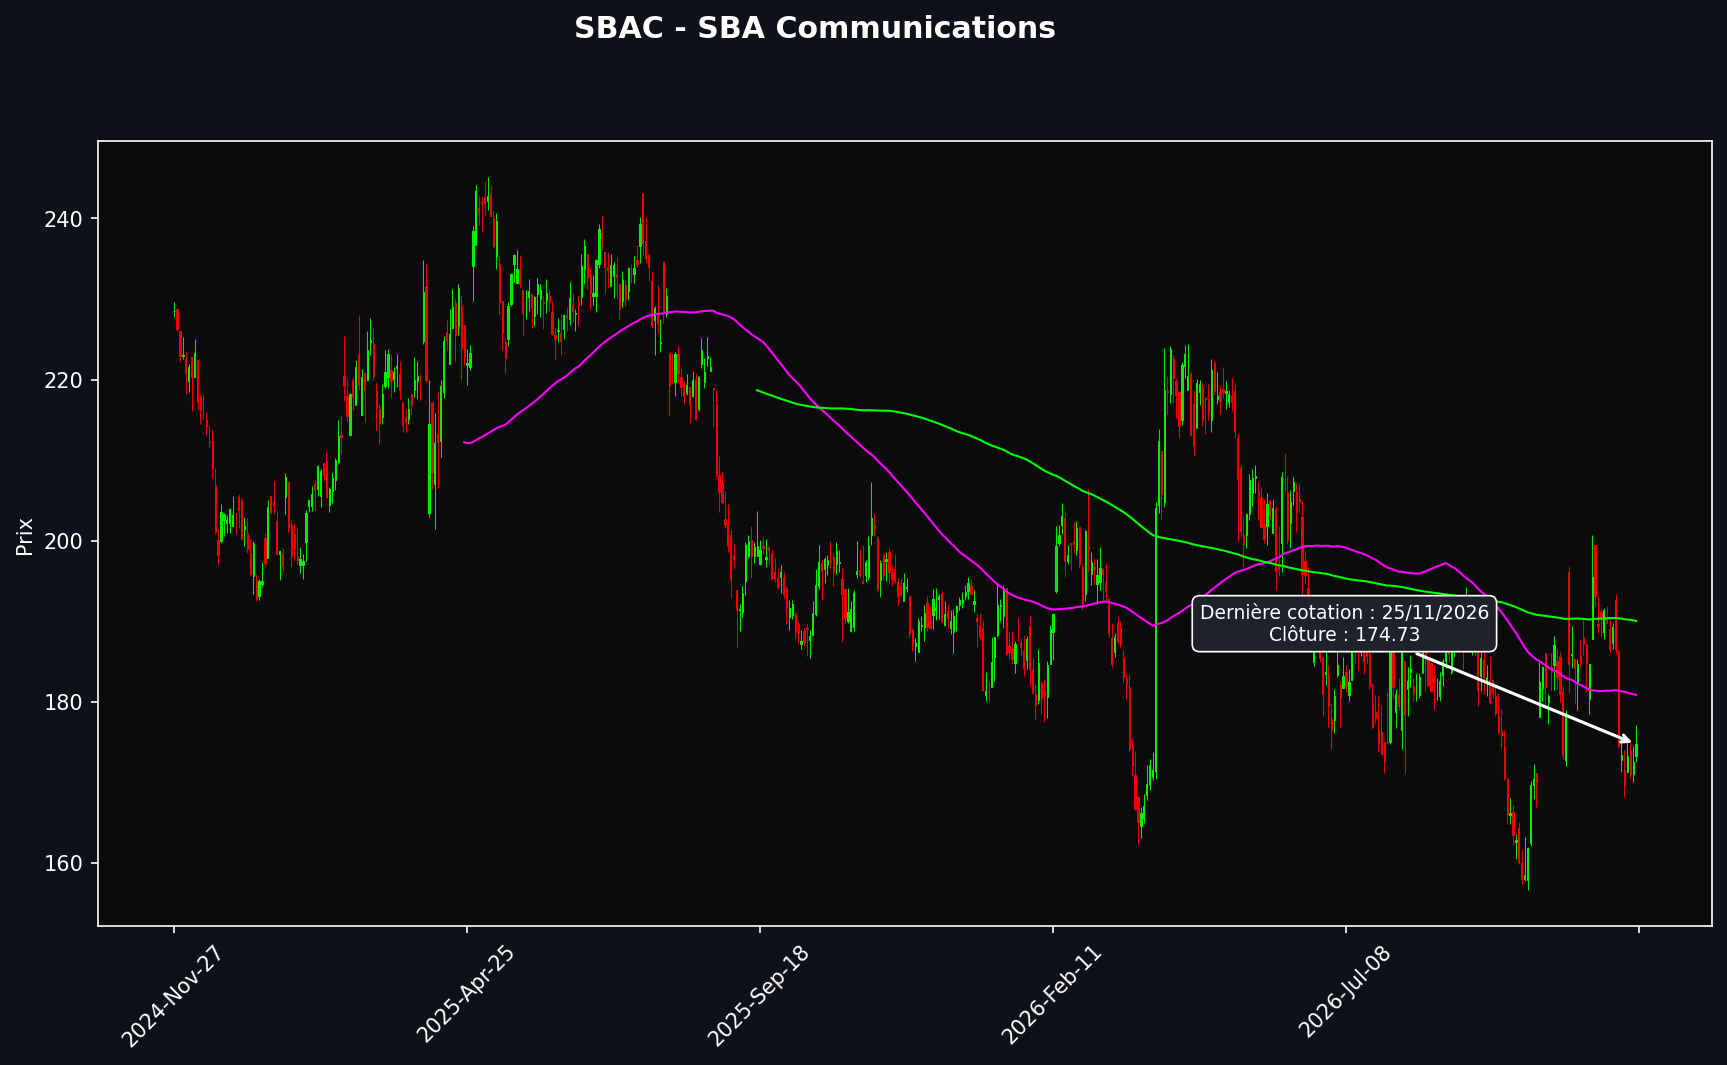 SBAC - SBA Communications
Prix
240
220
200
180
160
Dernière cotation : 25/11/2026
Clôture : 174.73
2024-Nov-27
2025-Apr-25
2025-Sep-18
2026-Feb-11
2026-Jul-08